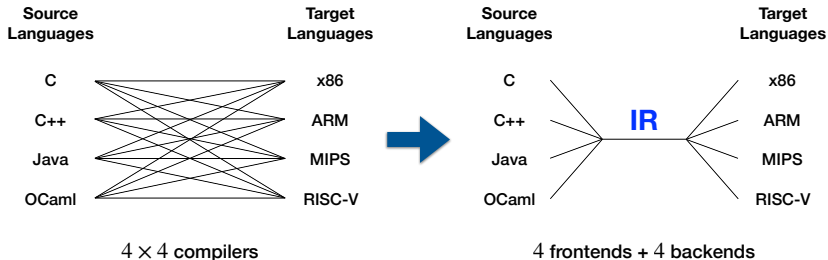 Source Languages
Target Languages
C
x86
C++
ARM
Java
MIPS
OCaml
RISC-V
4 × 4 compilers
Source Languages
Target Languages
C
x86
C++
IR
ARM
Java
MIPS
OCaml
RISC-V
4 frontends + 4 backends